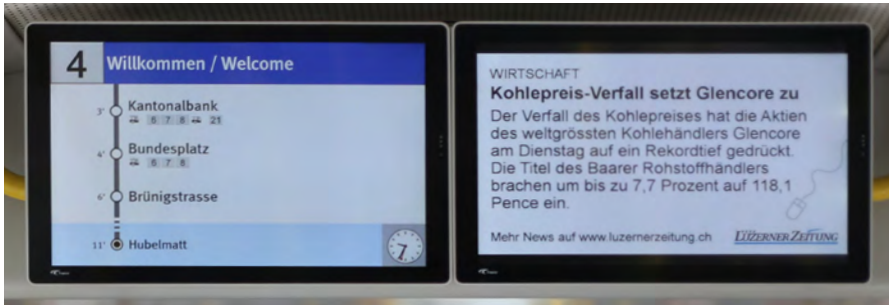 4 Willkommen / Welcome
3' Kantonalbank
6 7 8 21
4' Bundesplatz
6 7 8
6' Brünigstrasse
11' Hubelmatt
WIRTSCHAFT
Kohlepreis-Verfall setzt Glencore zu
Der Verfall des Kohlepreises hat die Aktien
des weltgrössten Kohlehändlers Glencore
am Dienstag auf ein Rekordtief gedrückt.
Die Titel des Baarer Rohstoffhändlers
brachen um bis zu 7,7 Prozent auf 118,1
Pence ein.
Mehr News auf www.luzernerzeitung.ch LUZERNER ZEITUNG